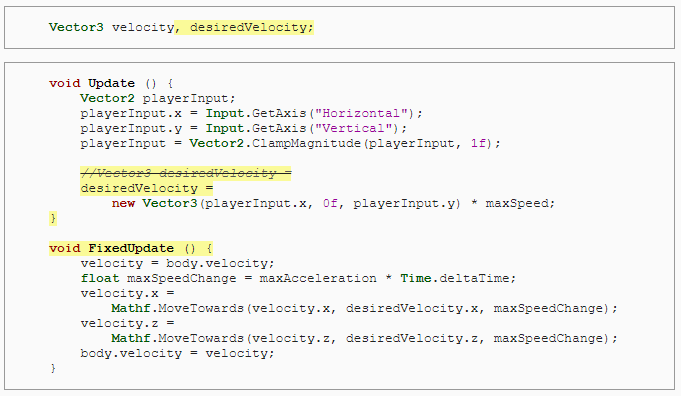 Vector3 velocity, desiredVelocity;
void Update () {
Vector2 playerInput;
playerInput.x = Input.GetAxis("Horizontal");
playerInput.y = Input.GetAxis("Vertical");
playerInput = Vector2.ClampMagnitude(playerInput, 1f);
//Vector3 desiredVelocity =
desiredVelocity =
new Vector3(playerInput.x, 0f, playerInput.y) * maxSpeed;
}
void FixedUpdate () {
velocity = body.velocity;
float maxSpeedChange = maxAcceleration * Time.deltaTime;
velocity.x =
Mathf.MoveTowards(velocity.x, desiredVelocity.x, maxSpeedChange);
velocity.z =
Mathf.MoveTowards(velocity.z, desiredVelocity.z, maxSpeedChange);
body.velocity = velocity;
}